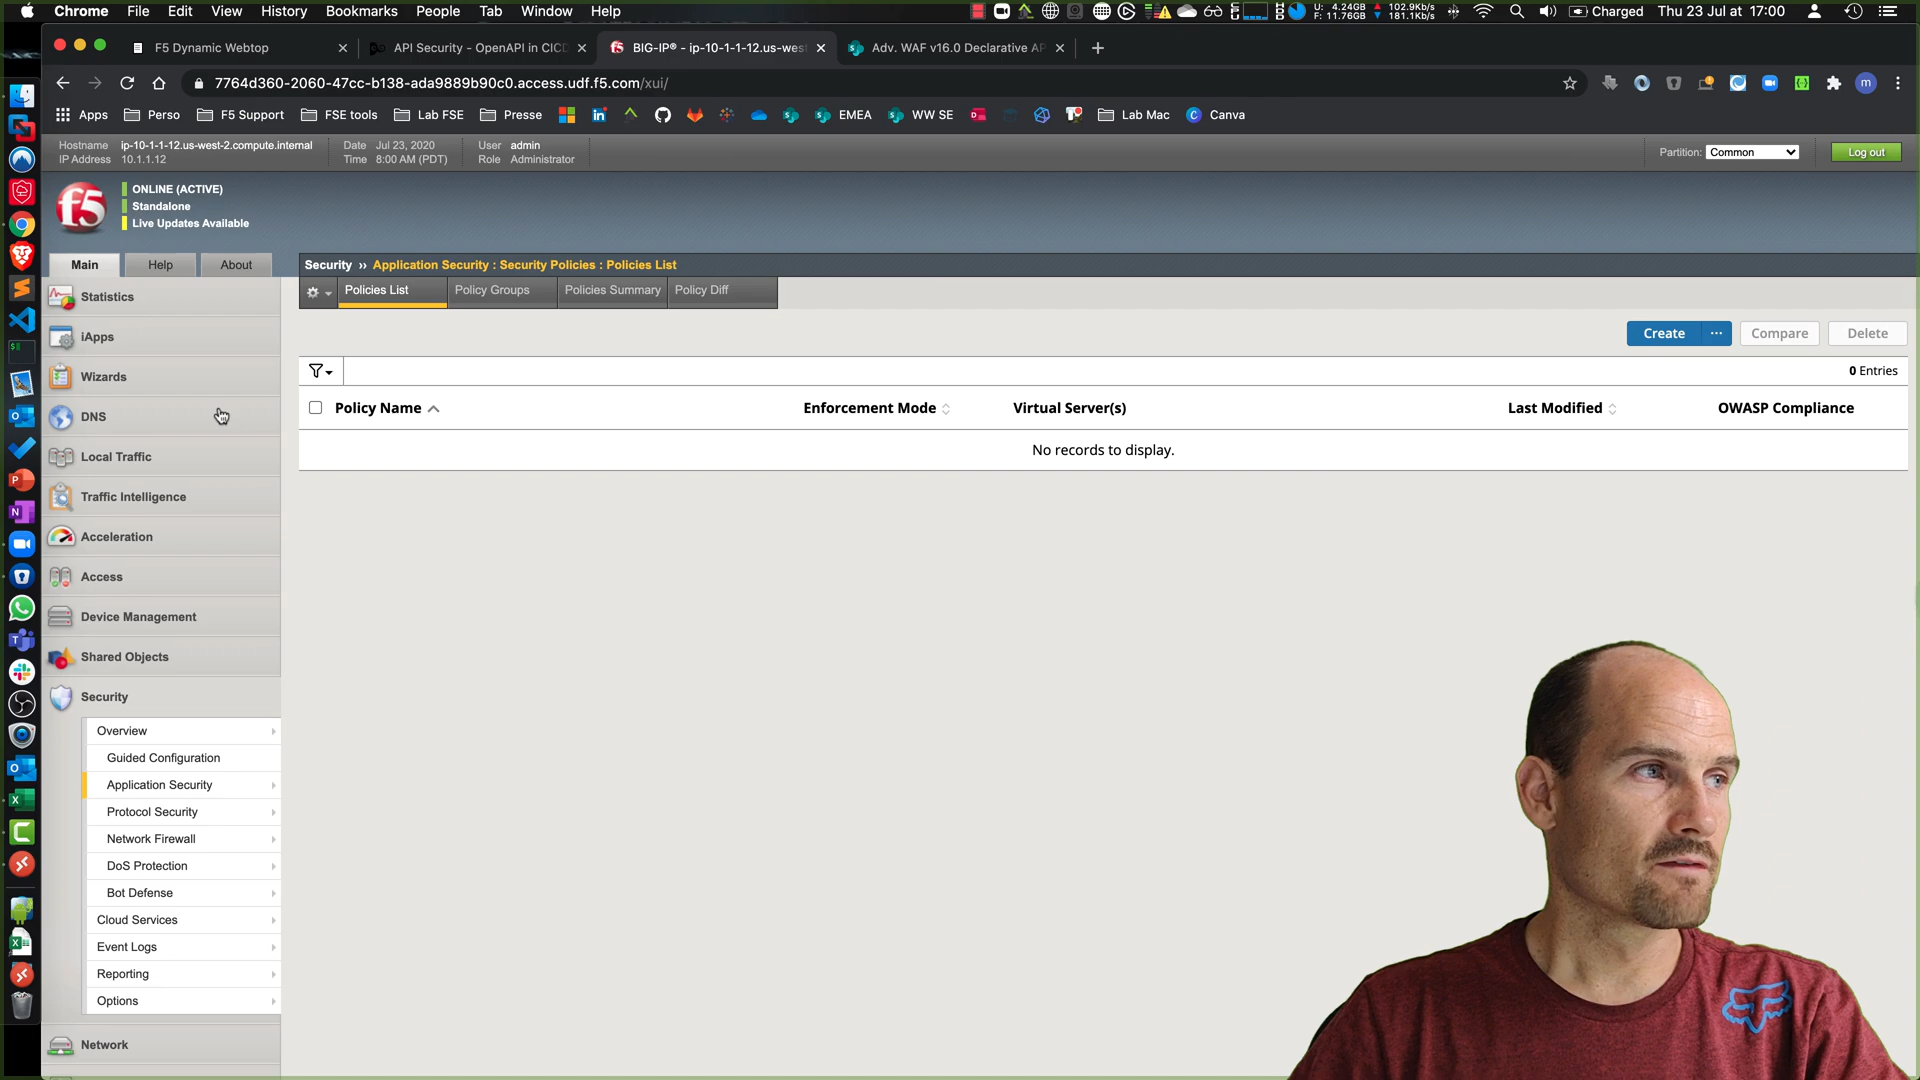 Chrome File Edit View History Bookmarks People Tab Window Help
U: 4.24GB F: 11.76GB 102.9Kb/s 181.1Kb/s Charged Thu 23 Jul at 17:00
F5 Dynamic Webtop
API Security - OpenAPI in CICD
BIG-IP® - ip-10-1-1-12.us-west
Adv. WAF v16.0 Declarative AP
7764d360-2060-47cc-b138-ada9889b90c0.access.udf.f5.com/xui/
m
Apps Perso F5 Support FSE tools Lab FSE Presse EMEA WW SE Lab Mac Canva
Hostname ip-10-1-1-12.us-west-2.compute.internal
IP Address 10.1.1.12
Date Jul 23, 2020
Time 8:00 AM (PDT)
User admin
Role Administrator
Partition: Common
Log out
f5
ONLINE (ACTIVE)
Standalone
Live Updates Available
Main Help About
Security ›› Application Security : Security Policies : Policies List
Policies List Policy Groups Policies Summary Policy Diff
Create ··· Compare Delete
0 Entries
Policy Name Enforcement Mode Virtual Server(s) Last Modified OWASP Compliance
No records to display.
Statistics
iApps
Wizards
DNS
Local Traffic
Traffic Intelligence
Acceleration
Access
Device Management
Shared Objects
Security
Overview
Guided Configuration
Application Security
Protocol Security
Network Firewall
DoS Protection
Bot Defense
Cloud Services
Event Logs
Reporting
Options
Network